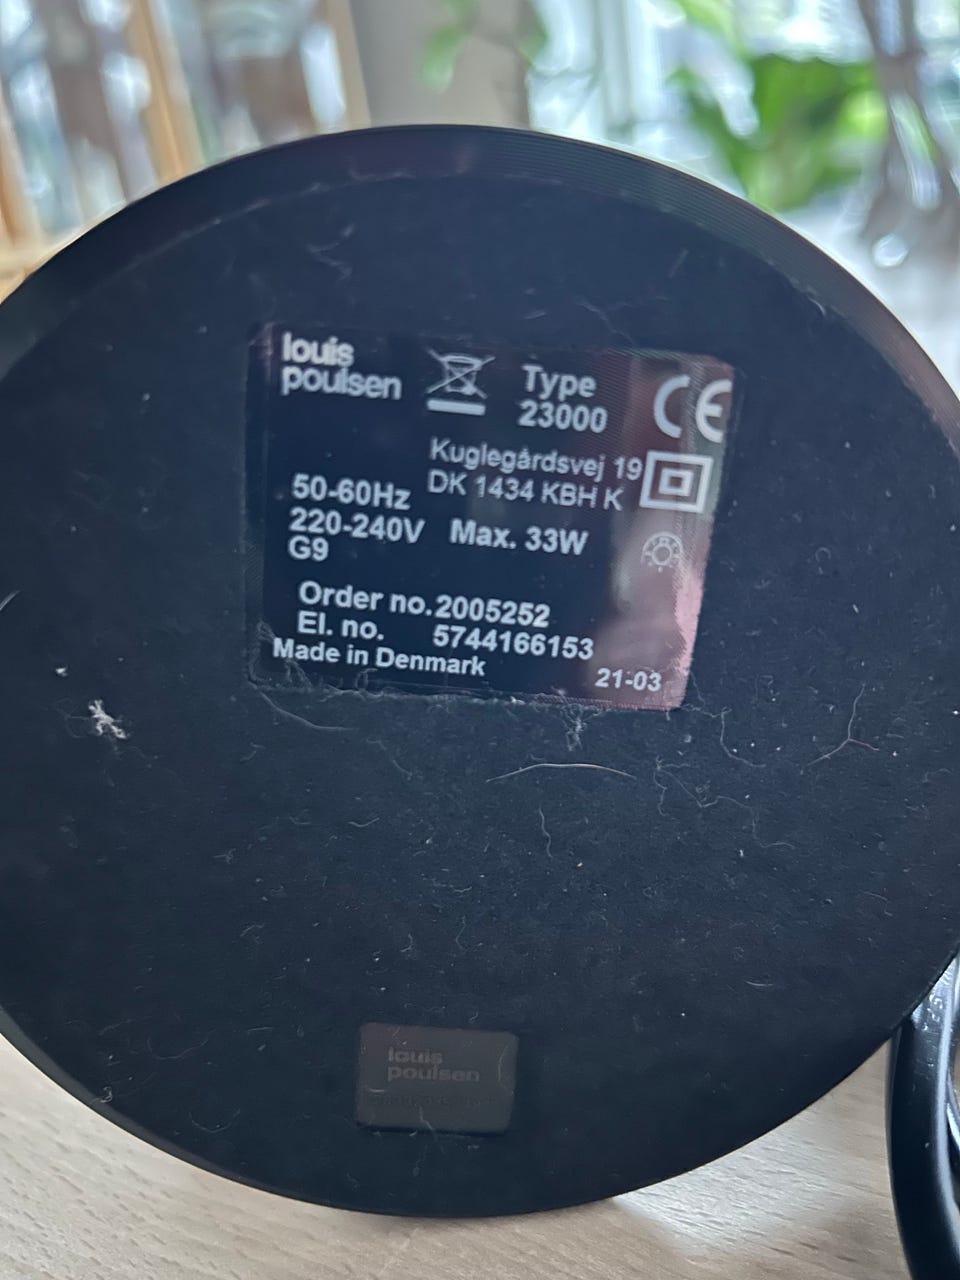 louis
poulsen
Type
23000
CE
Kuglegårdsvej 19
DK 1434 KBH K
50-60Hz
220-240V Max. 33W
G9
Order no. 2005252
El. no. 5744166153
Made in Denmark
21-03
louis
poulsen